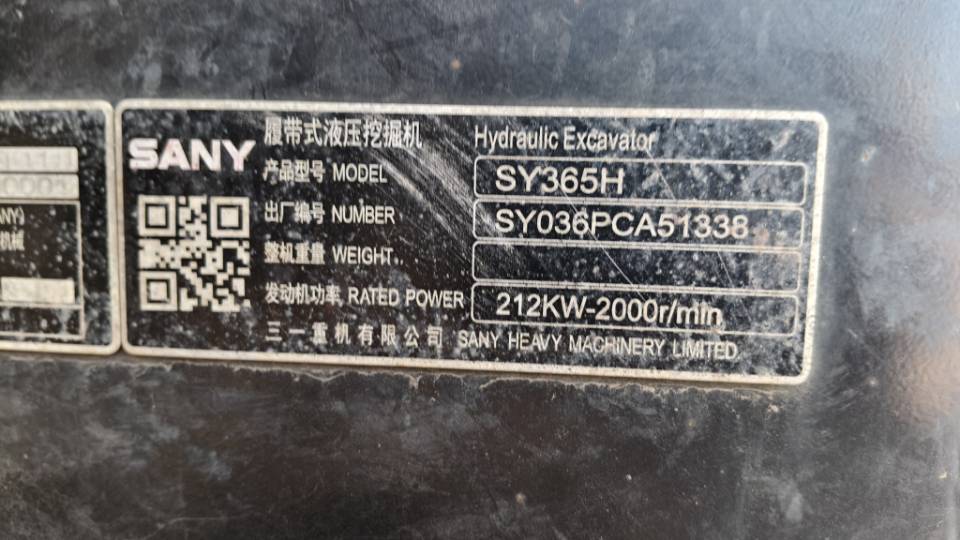 履带式液压挖掘机 Hydraulic Excavator
SANY
产品型号 MODEL SY365H
出厂编号 NUMBER SY036PCA51338
整机重量 WEIGHT
发动机功率 RATED POWER 212KW-2000r/min
三一重机有限公司 SANY HEAVY MACHINERY LIMITED
机械